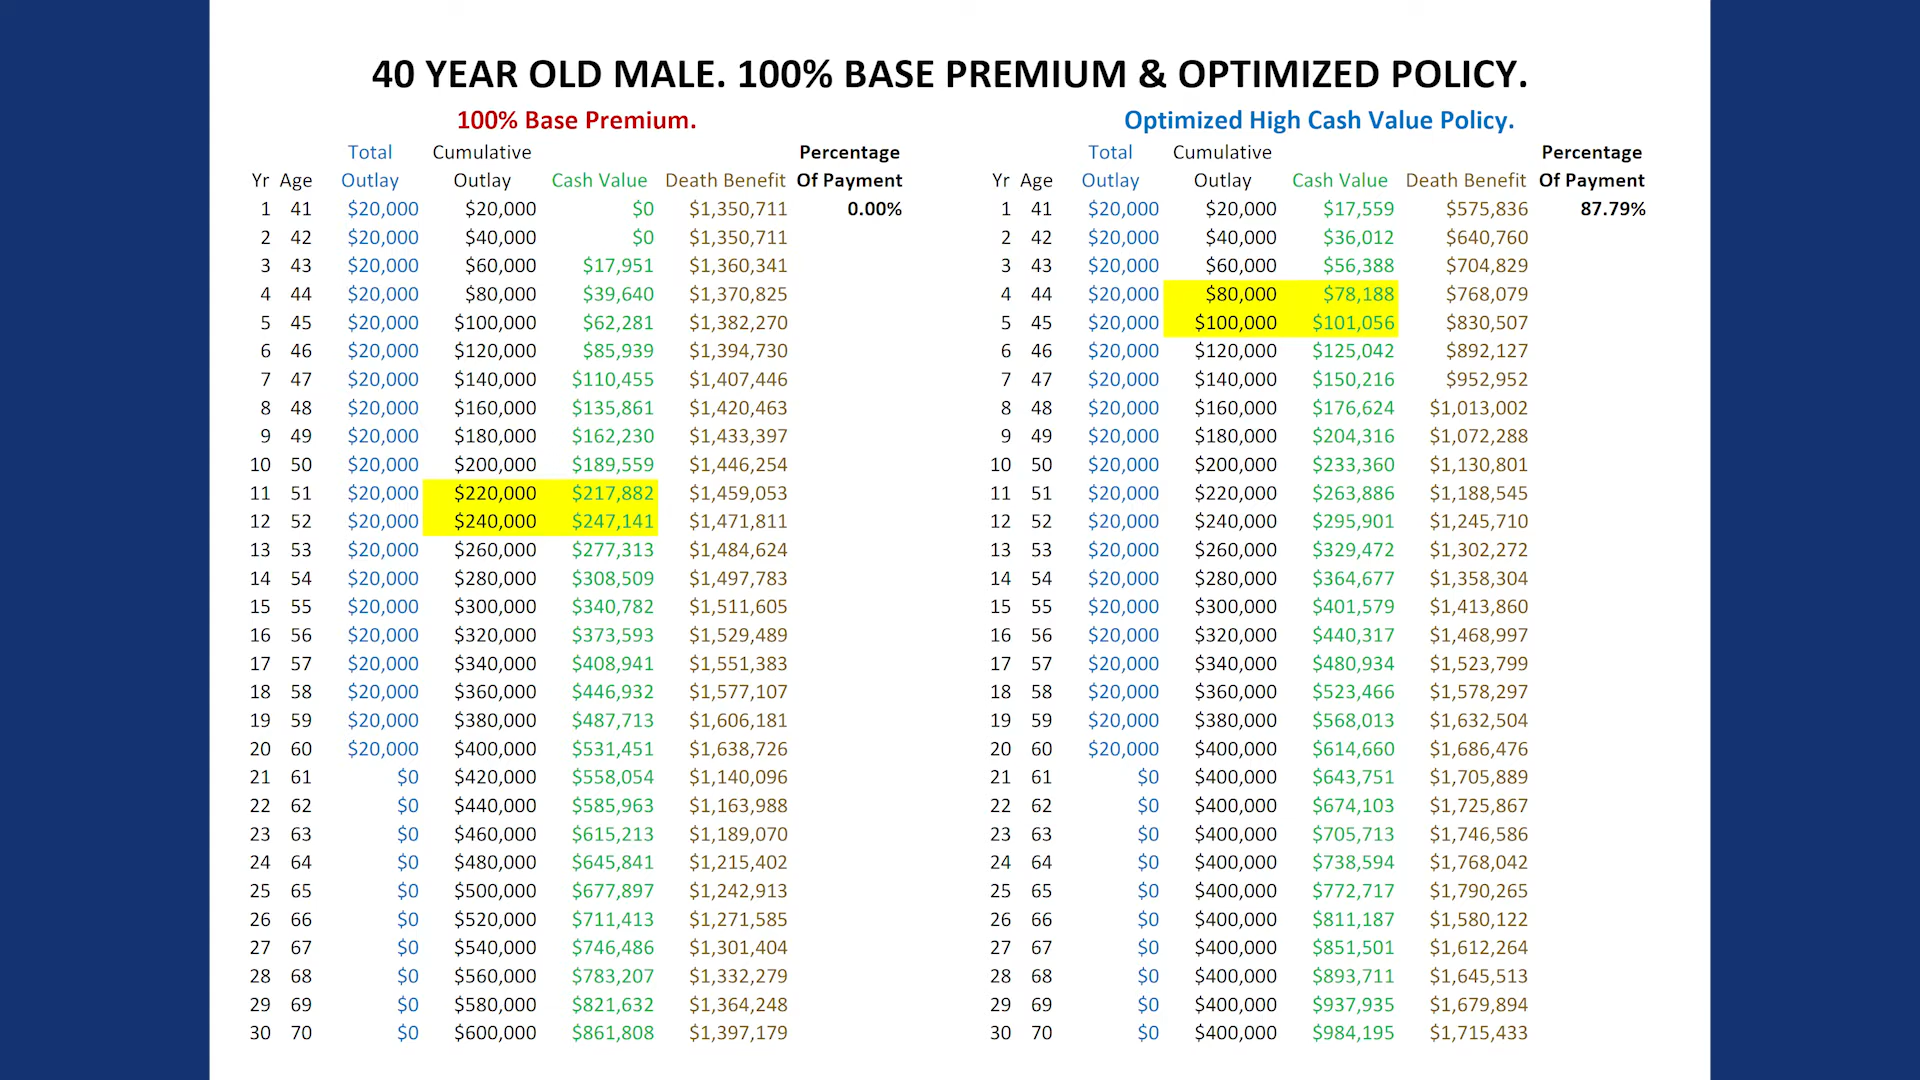 40 YEAR OLD MALE. 100% BASE PREMIUM & OPTIMIZED POLICY.
100% Base Premium. Optimized High Cash Value Policy.
Total Cumulative Percentage Total Cumulative Percentage
Yr Age Outlay Outlay Cash Value Death Benefit Of Payment Yr Age Outlay Outlay Cash Value Death Benefit Of Payment
1 41 $20,000 $20,000 $0 $1,350,711 0.00% 1 41 $20,000 $20,000 $17,559 $575,836 87.79%
2 42 $20,000 $40,000 $0 $1,350,711 2 42 $20,000 $40,000 $36,012 $640,760
3 43 $20,000 $60,000 $17,951 $1,360,341 3 43 $20,000 $60,000 $56,388 $704,829
4 44 $20,000 $80,000 $39,640 $1,370,825 4 44 $20,000 $80,000 $78,188 $768,079
5 45 $20,000 $100,000 $62,281 $1,382,270 5 45 $20,000 $100,000 $101,056 $830,507
6 46 $20,000 $120,000 $85,939 $1,394,730 6 46 $20,000 $120,000 $125,042 $892,127
7 47 $20,000 $140,000 $110,455 $1,407,446 7 47 $20,000 $140,000 $150,216 $952,952
8 48 $20,000 $160,000 $135,861 $1,420,463 8 48 $20,000 $160,000 $176,624 $1,013,002
9 49 $20,000 $180,000 $162,230 $1,433,397 9 49 $20,000 $180,000 $204,316 $1,072,288
10 50 $20,000 $200,000 $189,559 $1,446,254 10 50 $20,000 $200,000 $233,360 $1,130,801
11 51 $20,000 $220,000 $217,882 $1,459,053 11 51 $20,000 $220,000 $263,886 $1,188,545
12 52 $20,000 $240,000 $247,141 $1,471,811 12 52 $20,000 $240,000 $295,901 $1,245,710
13 53 $20,000 $260,000 $277,313 $1,484,624 13 53 $20,000 $260,000 $329,472 $1,302,272
14 54 $20,000 $280,000 $308,509 $1,497,783 14 54 $20,000 $280,000 $364,677 $1,358,304
15 55 $20,000 $300,000 $340,782 $1,511,605 15 55 $20,000 $300,000 $401,579 $1,413,860
16 56 $20,000 $320,000 $373,593 $1,529,489 16 56 $20,000 $320,000 $440,317 $1,468,997
17 57 $20,000 $340,000 $408,941 $1,551,383 17 57 $20,000 $340,000 $480,934 $1,523,799
18 58 $20,000 $360,000 $446,932 $1,577,107 18 58 $20,000 $360,000 $523,466 $1,578,297
19 59 $20,000 $380,000 $487,713 $1,606,181 19 59 $20,000 $380,000 $568,013 $1,632,504
20 60 $20,000 $400,000 $531,451 $1,638,726 20 60 $20,000 $400,000 $614,660 $1,686,476
21 61 $0 $420,000 $558,054 $1,140,096 21 61 $0 $400,000 $643,751 $1,705,889
22 62 $0 $440,000 $585,963 $1,163,988 22 62 $0 $400,000 $674,103 $1,725,867
23 63 $0 $460,000 $615,213 $1,189,070 23 63 $0 $400,000 $705,713 $1,746,586
24 64 $0 $480,000 $645,841 $1,215,402 24 64 $0 $400,000 $738,594 $1,768,042
25 65 $0 $500,000 $677,897 $1,242,913 25 65 $0 $400,000 $772,717 $1,790,265
26 66 $0 $520,000 $711,413 $1,271,585 26 66 $0 $400,000 $811,187 $1,580,122
27 67 $0 $540,000 $746,486 $1,301,404 27 67 $0 $400,000 $851,501 $1,612,264
28 68 $0 $560,000 $783,207 $1,332,279 28 68 $0 $400,000 $893,711 $1,645,513
29 69 $0 $580,000 $821,632 $1,364,248 29 69 $0 $400,000 $937,935 $1,679,894
30 70 $0 $600,000 $861,808 $1,397,179 30 70 $0 $400,000 $984,195 $1,715,433